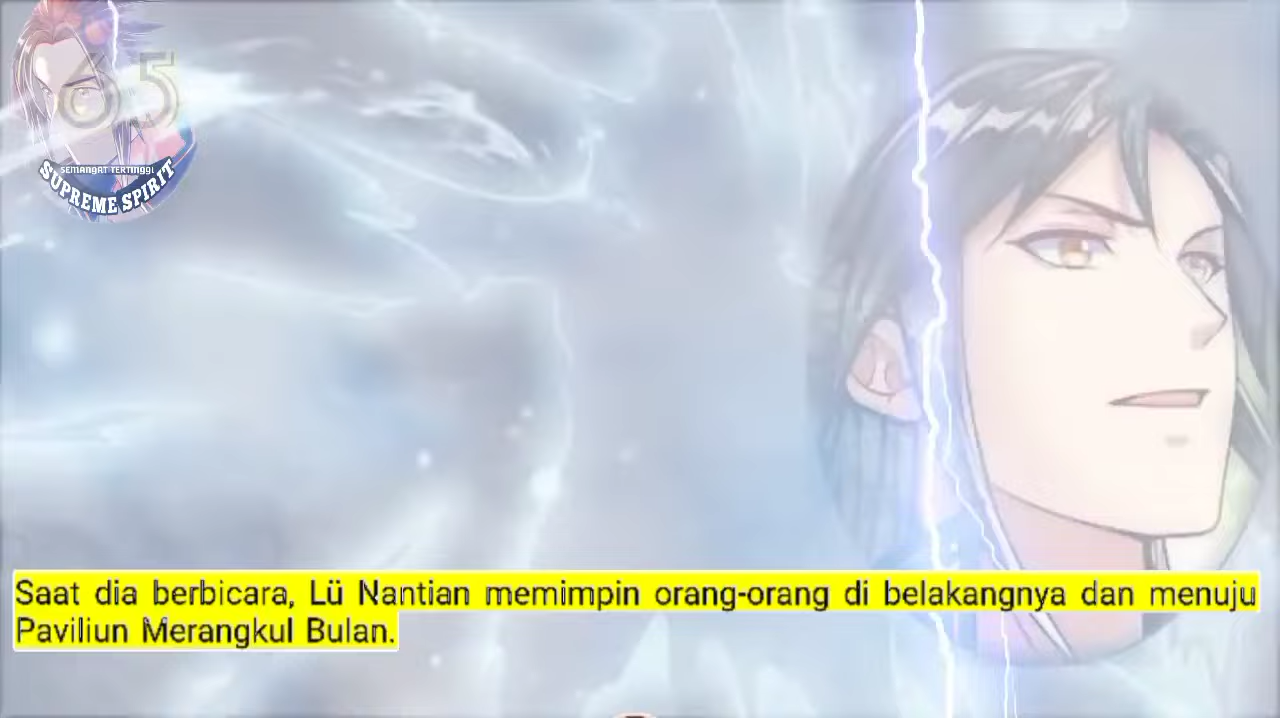 65
SEMANGAT TERTINGGI
SUPREME SPIRIT
Saat dia berbicara, Lü Nantian memimpin orang-orang di belakangnya dan menuju
Paviliun Merangkul Bulan.